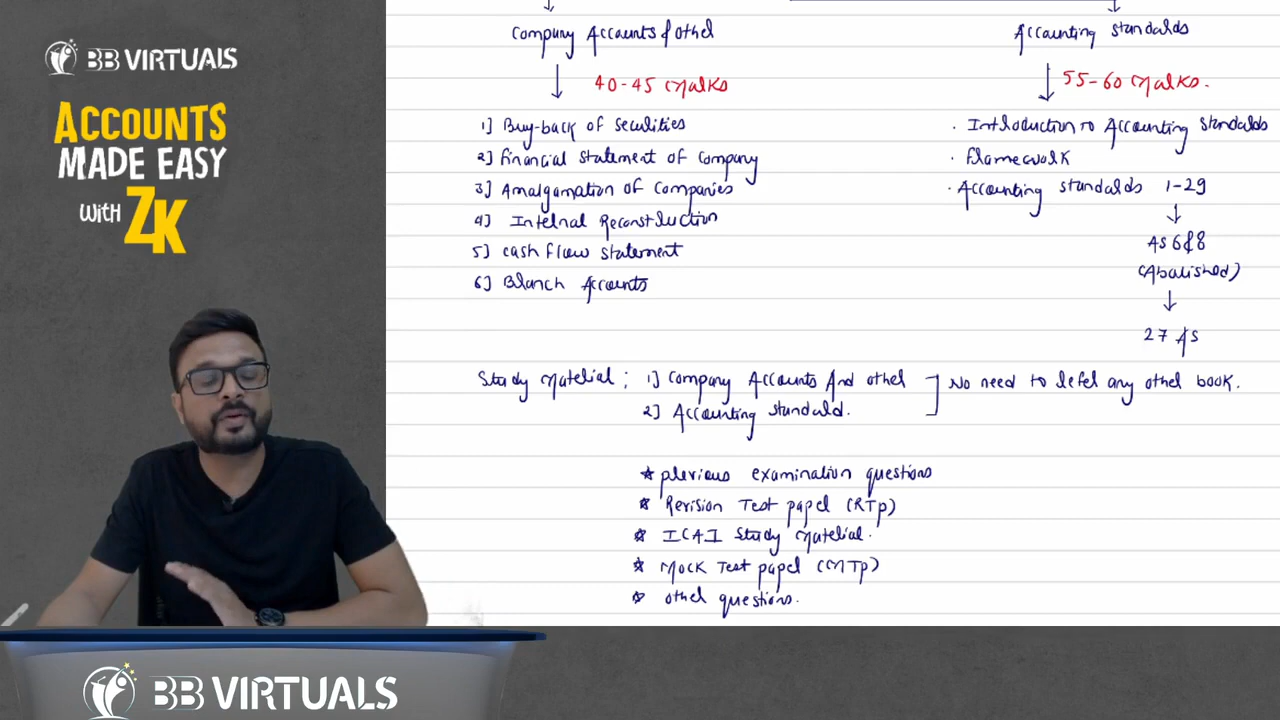 BB VIRTUALS
ACCOUNTS
MADE EASY
WITH ZK
Company Accounts & other
40-45 Marks
1] Buy-back of securities
2] Financial statement of company
3] Amalgamation of companies
4] Internal Reconstruction
5] cash flow statement
6] Branch Accounts
Accounting standards
55-60 Marks.
· Introduction to Accounting standards
· Framework
· Accounting standards 1-29
AS 6 & 8
(Abolished)
27 AS
Study Material ; 1] Company Accounts And other
2] Accounting standard.
No need to refer any other book.
* previous examination questions
* Revision Test paper (RTP)
* ICAI Study Material.
* Mock Test paper (MTP)
* other questions.
BB VIRTUALS